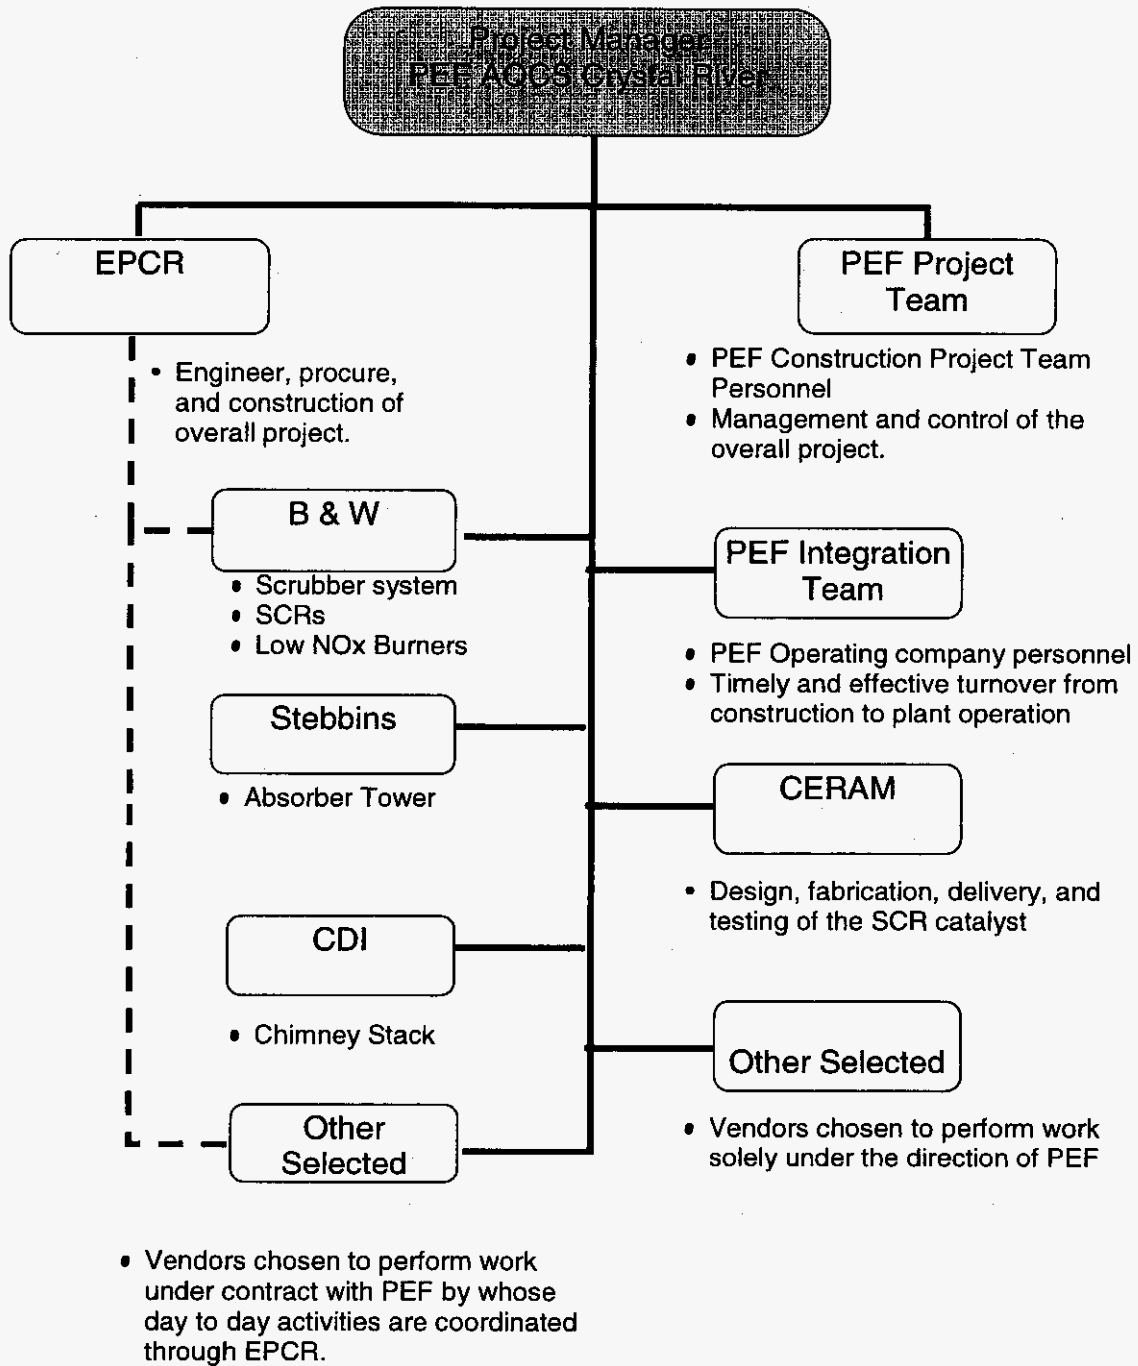 Project Manager
PEF AQCS Crystal River
EPCR
• Engineer, procure,
and construction of
overall project.
PEF Project
Team
• PEF Construction Project Team
Personnel
• Management and control of the
overall project.
B & W
• Scrubber system
• SCRs
• Low NOx Burners
PEF Integration
Team
• PEF Operating company personnel
• Timely and effective turnover from
construction to plant operation
Stebbins
• Absorber Tower
CERAM
• Design, fabrication, delivery, and
testing of the SCR catalyst
CDI
• Chimney Stack
Other Selected
• Vendors chosen to perform work
solely under the direction of PEF
Other
Selected
• Vendors chosen to perform work
under contract with PEF by whose
day to day activities are coordinated
through EPCR.